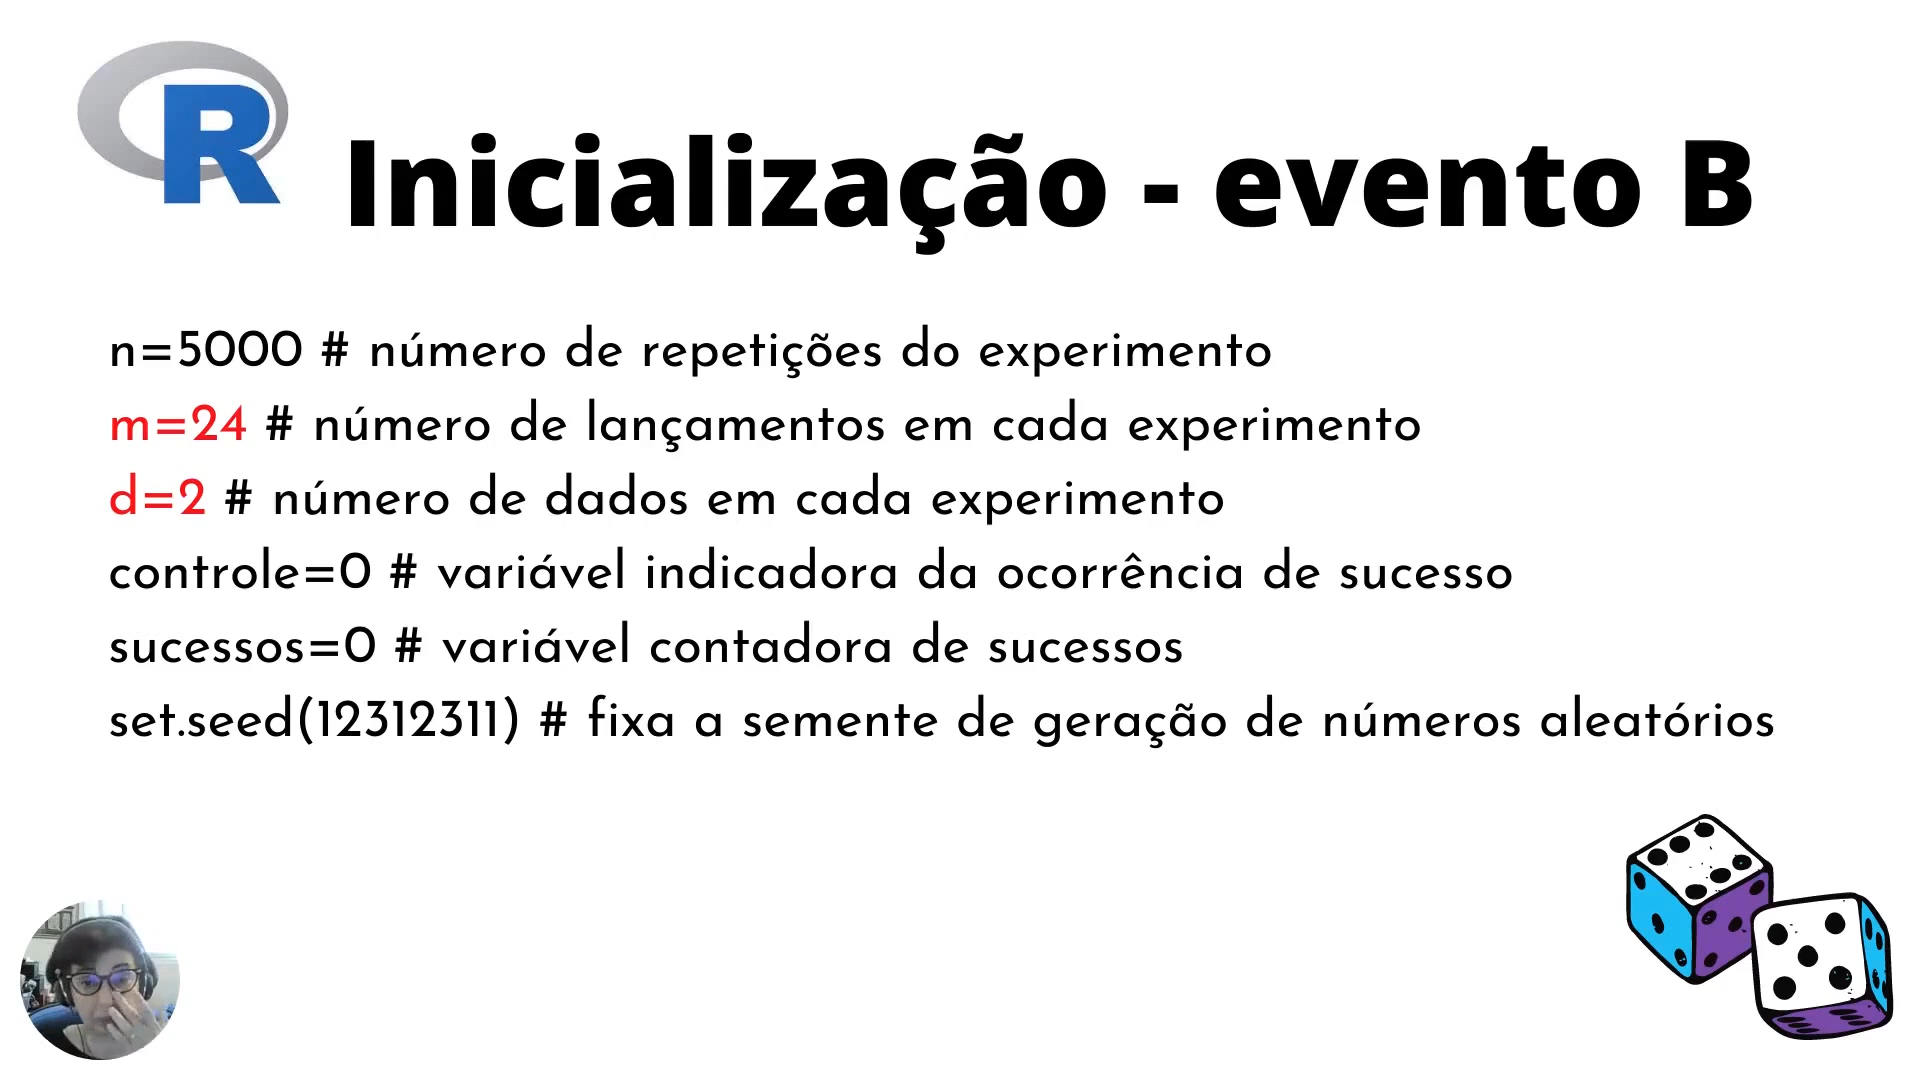 R
Inicialização - evento B
n=5000 # número de repetições do experimento
m=24 # número de lançamentos em cada experimento
d=2 # número de dados em cada experimento
controle=0 # variável indicadora da ocorrência de sucesso
sucessos=0 # variável contadora de sucessos
set.seed(12312311) # fixa a semente de geração de números aleatórios